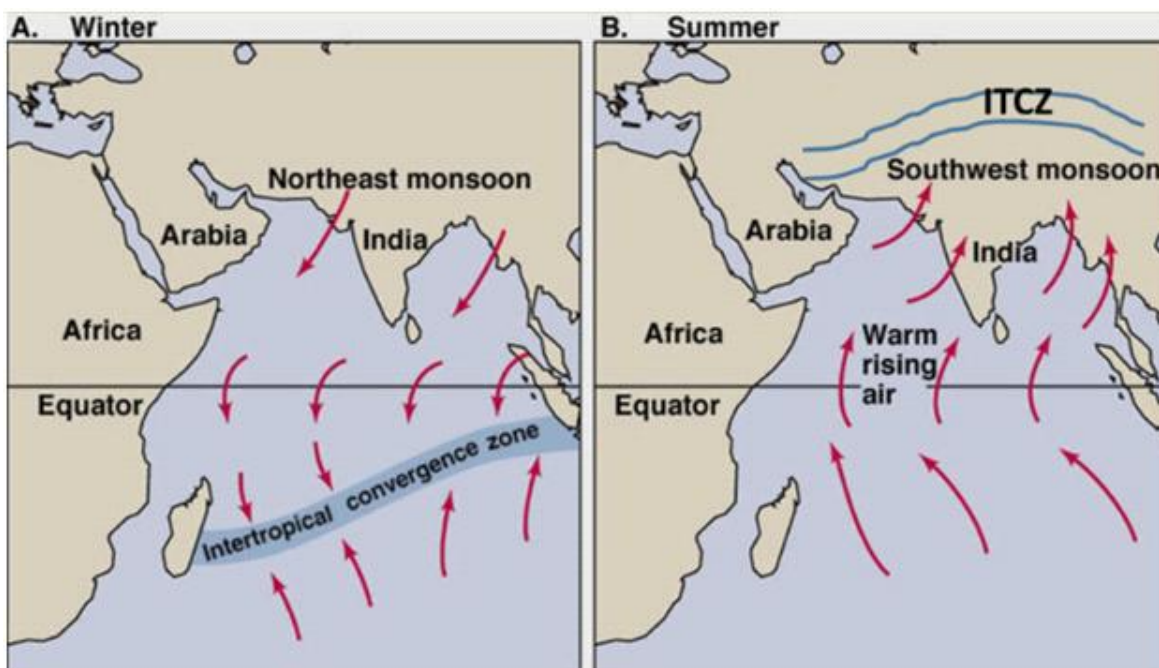 A. Winter
Northeast monsoon
Arabia
India
Africa
Equator
Intertropical convergence zone
B. Summer
ITCZ
Southwest monsoon
Arabia
India
Africa
Warm
rising
air
Equator